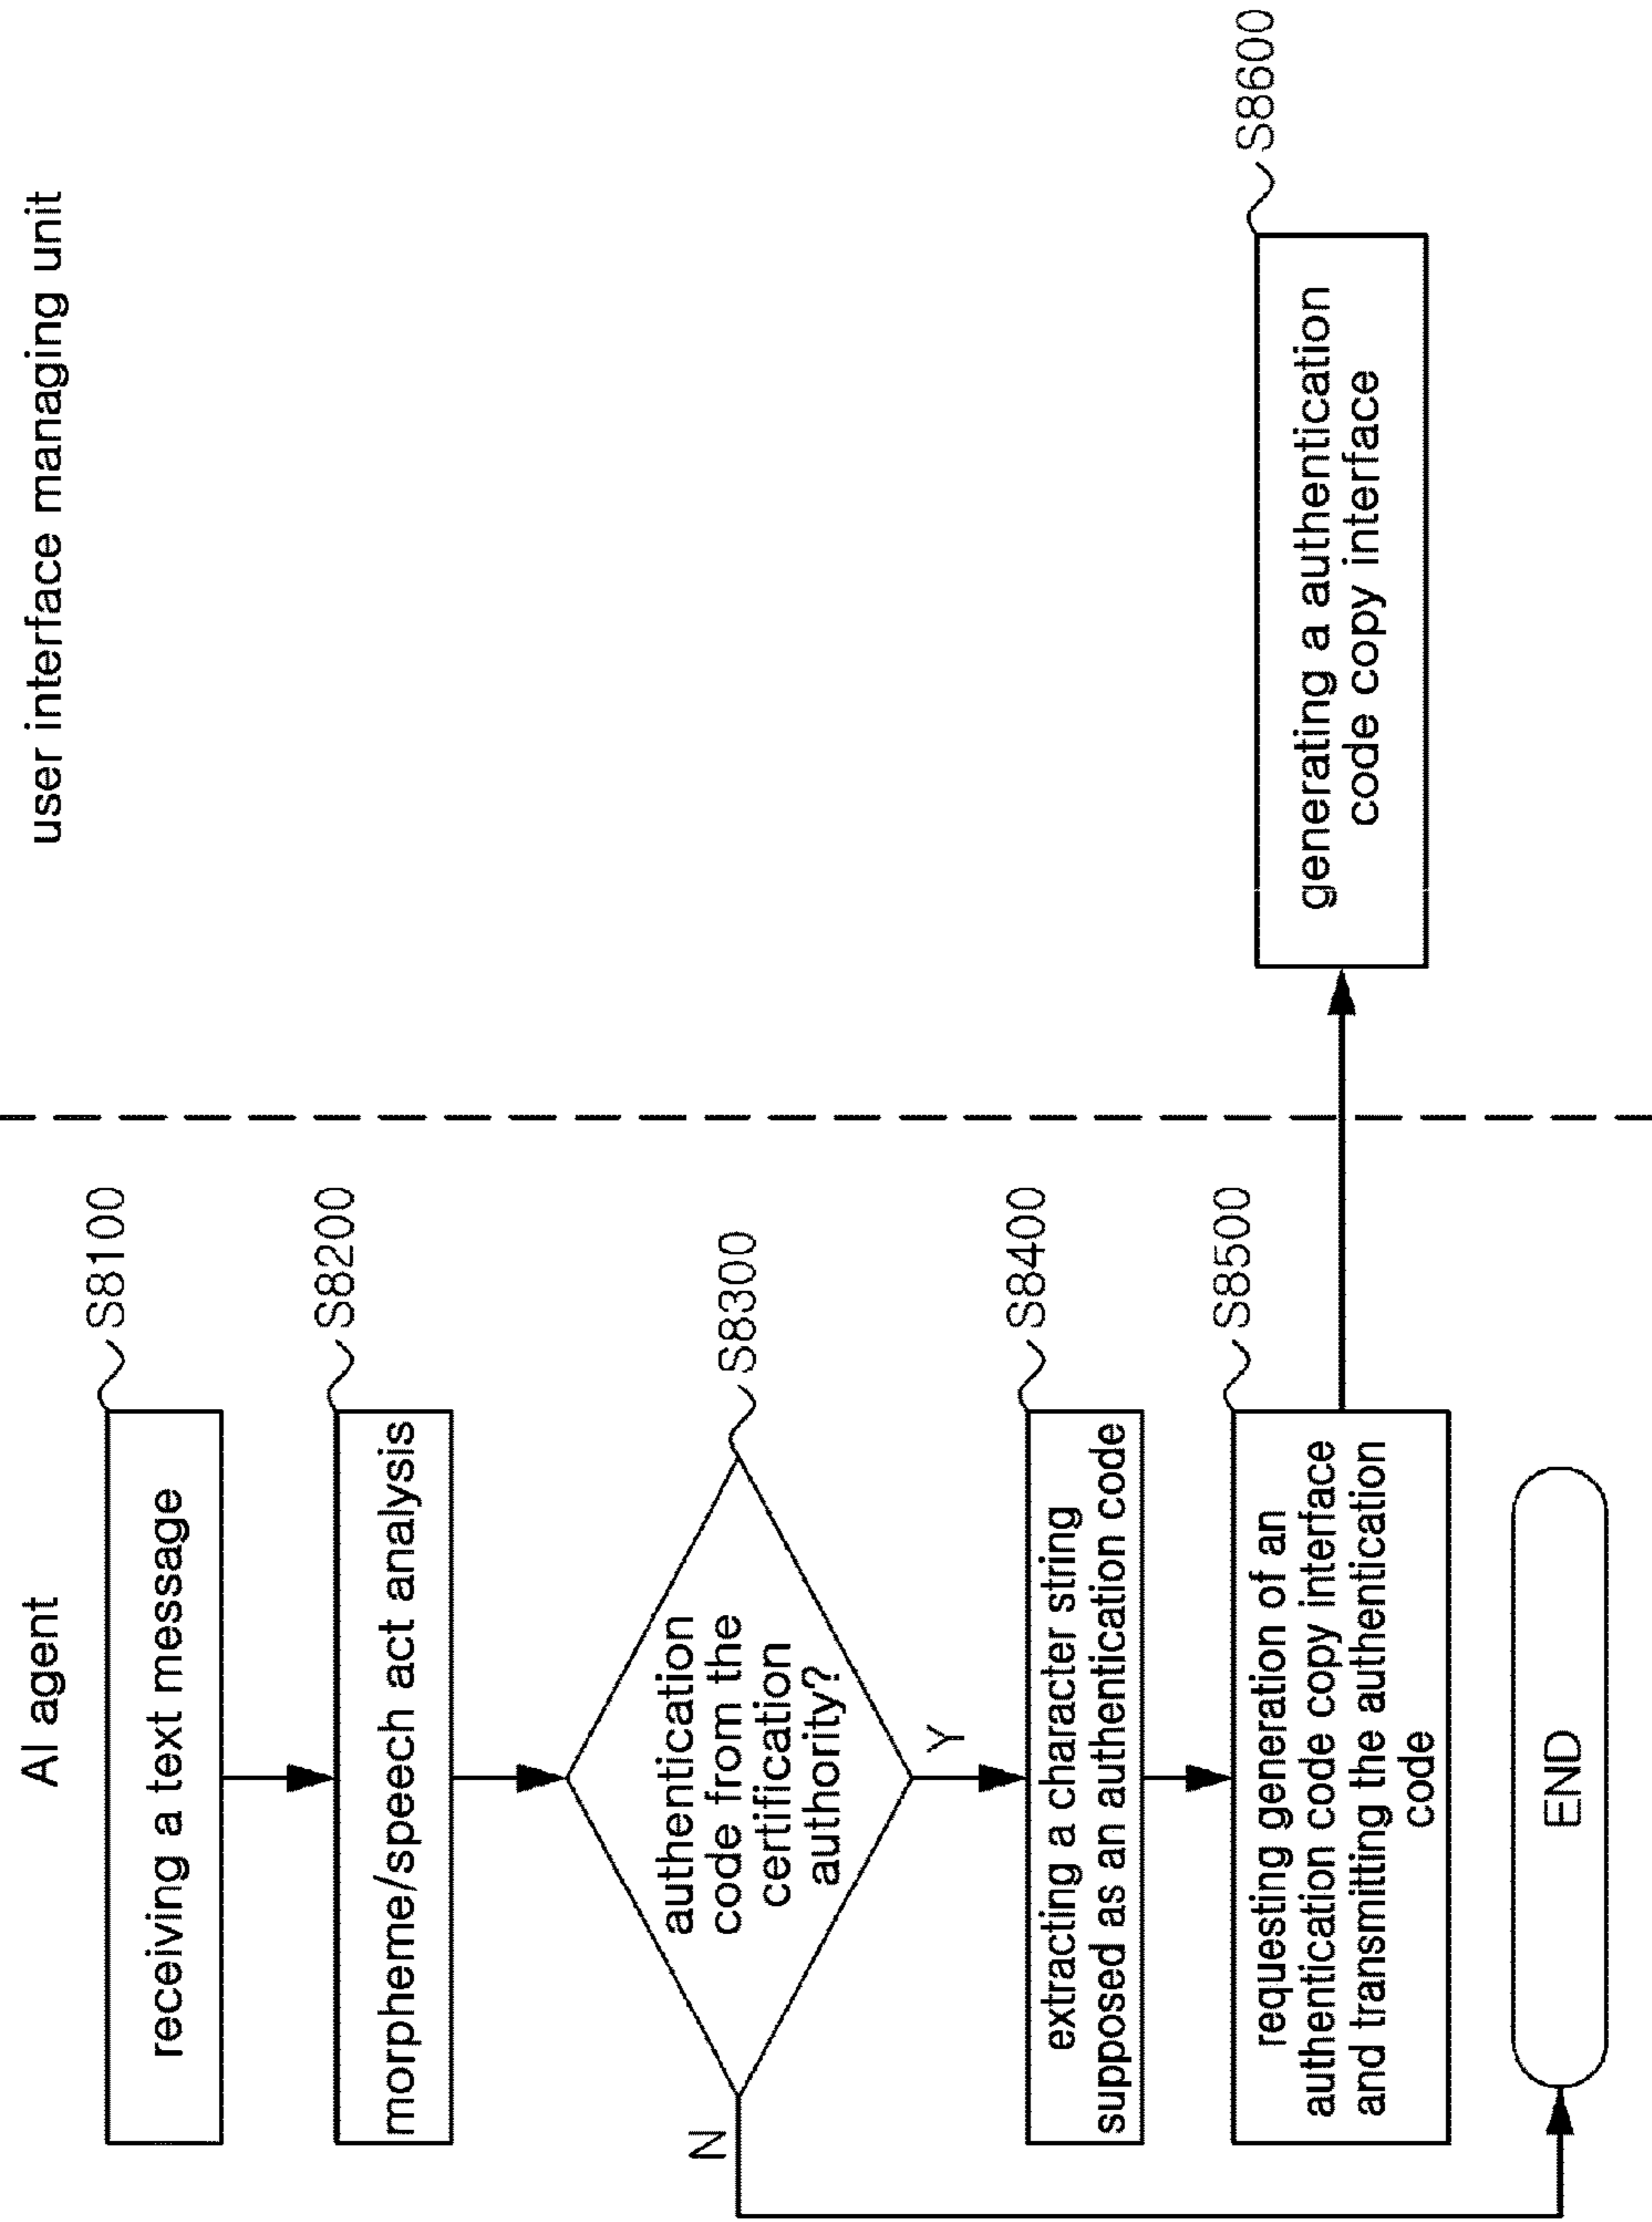 AI agent
user interface managing unit
S8100
receiving a text message
S8200
morpheme/speech act analysis
S8300
authentication
code from the
certification
authority?
N
Y
S8400
extracting a character string
supposed as an authentication code
S8500
requesting generation of an
authentication code copy interface
and transmitting the authentication
code
S8600
generating a authentication
code copy interface
END